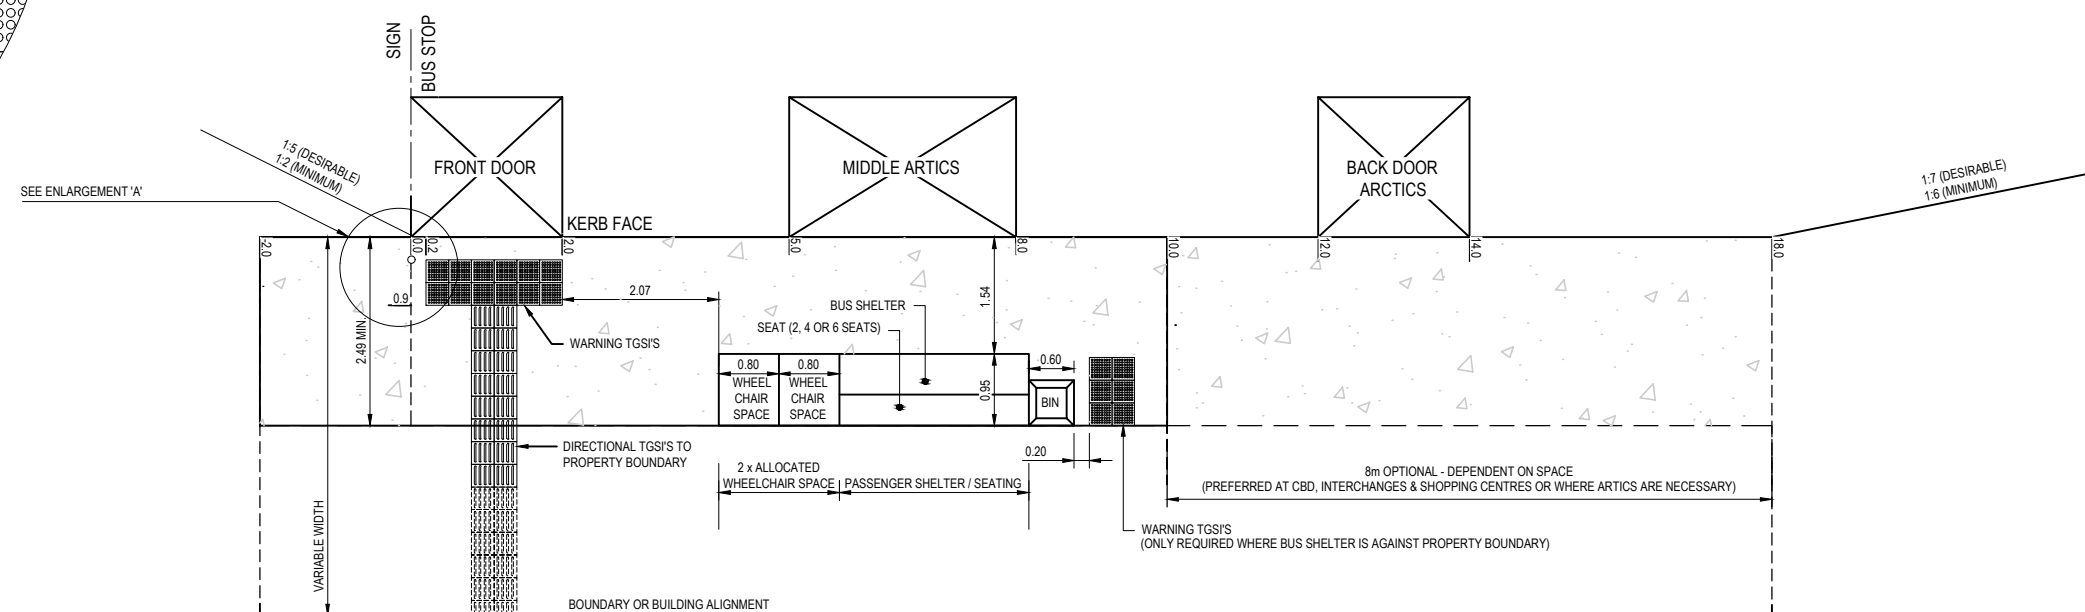 SIGN
BUS STOP
1:5 (DESIRABLE)
1:2 (MINIMUM)
SEE ENLARGEMENT 'A'
FRONT DOOR
MIDDLE ARTICS
BACK DOOR
ARCTICS
1:7 (DESIRABLE)
1:6 (MINIMUM)
KERB FACE
-2.0
0.0
0.2
2.0
5.0
8.0
10.0
12.0
14.0
18.0
0.9
2.49 MIN.
2.07
1.54
BUS SHELTER
SEAT (2, 4 OR 6 SEATS)
WARNING TGSI'S
0.80
0.80
0.60
WHEEL
CHAIR
SPACE
WHEEL
CHAIR
SPACE
0.95
BIN
DIRECTIONAL TGSI'S TO
PROPERTY BOUNDARY
0.20
2 x ALLOCATED
WHEELCHAIR SPACE
PASSENGER SHELTER / SEATING
8m OPTIONAL - DEPENDENT ON SPACE
(PREFERRED AT CBD, INTERCHANGES & SHOPPING CENTRES OR WHERE ARTICS ARE NECESSARY)
WARNING TGSI'S
(ONLY REQUIRED WHERE BUS SHELTER IS AGAINST PROPERTY BOUNDARY)
VARIABLE WIDTH
BOUNDARY OR BUILDING ALIGNMENT